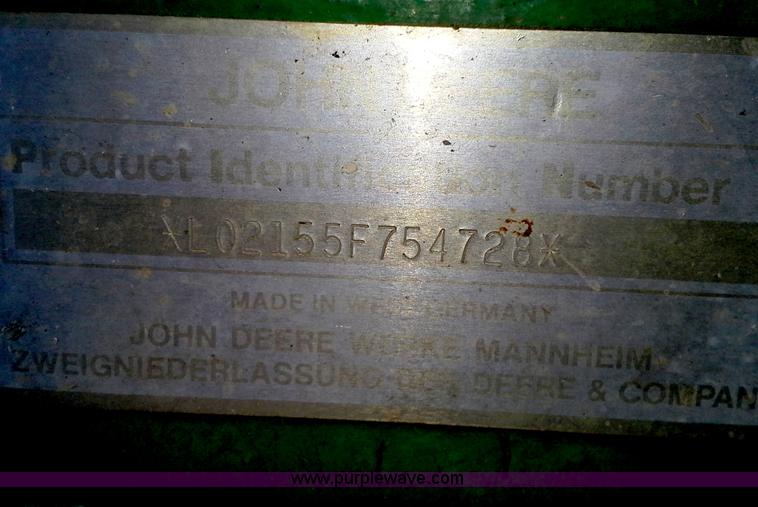 JOHN DEERE
Product Identification Number
*L02155F754728*
MADE IN WEST GERMANY
JOHN DEERE WERKE MANNHEIM
ZWEIGNIEDERLASSUNG DER DEERE & COMPAN
www.purplewave.com